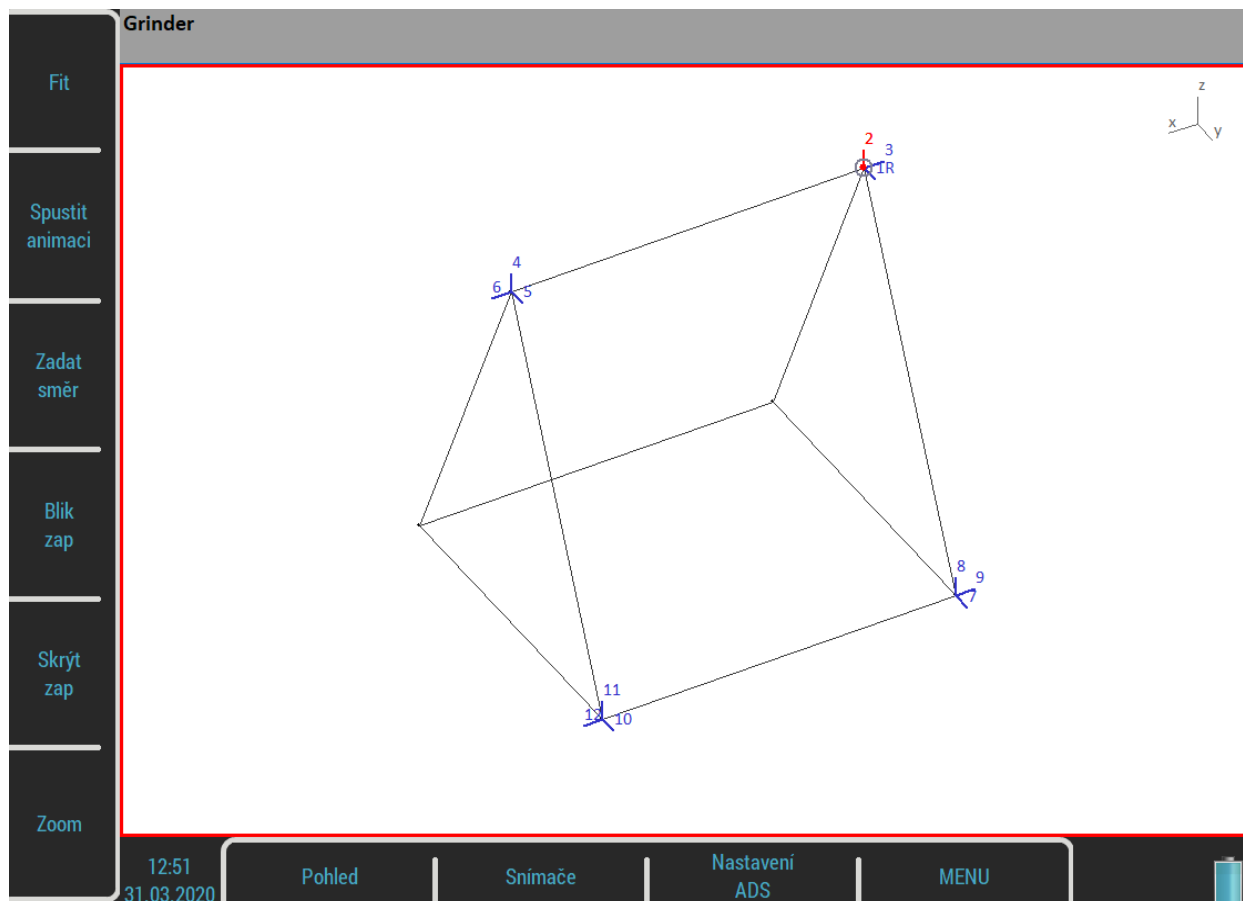 Grinder
Fit
Spustit
animaci
Zadat
směr
Blik
zap
Skrýt
zap
Zoom
z
x
y
2
3
1R
4
6
5
8
9
7
11
12
10
12:51
31.03.2020
Pohled
Snímače
Nastavení
ADS
MENU